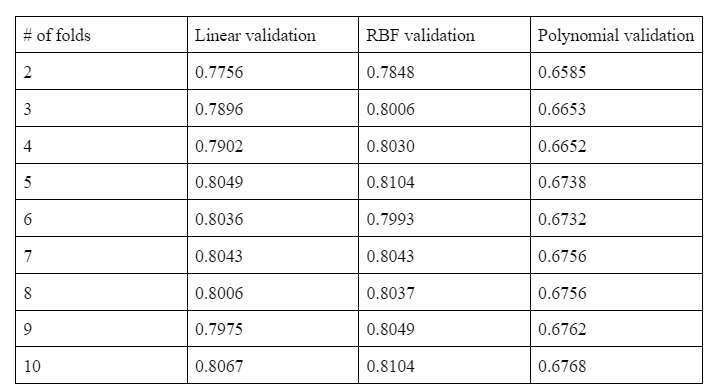 # of folds Linear validation RBF validation Polynomial validation
2 0.7756 0.7848 0.6585
3 0.7896 0.8006 0.6653
4 0.7902 0.8030 0.6652
5 0.8049 0.8104 0.6738
6 0.8036 0.7993 0.6732
7 0.8043 0.8043 0.6756
8 0.8006 0.8037 0.6756
9 0.7975 0.8049 0.6762
10 0.8067 0.8104 0.6768